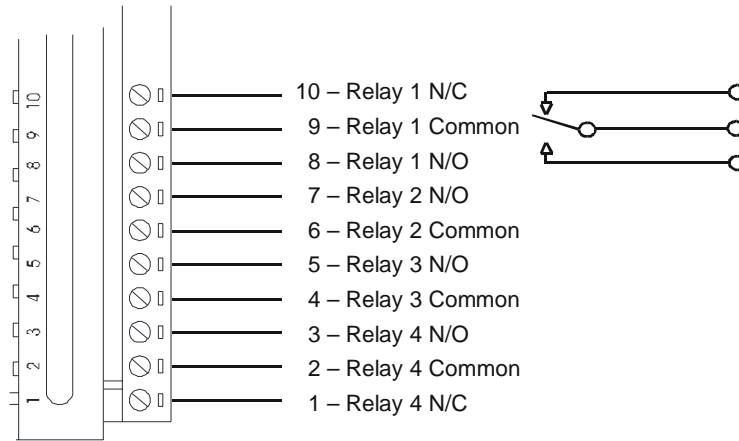 10 – Relay 1 N/C
9 – Relay 1 Common
8 – Relay 1 N/O
7 – Relay 2 N/O
6 – Relay 2 Common
5 – Relay 3 N/O
4 – Relay 3 Common
3 – Relay 4 N/O
2 – Relay 4 Common
1 – Relay 4 N/C
10
9
8
7
6
5
4
3
2
1